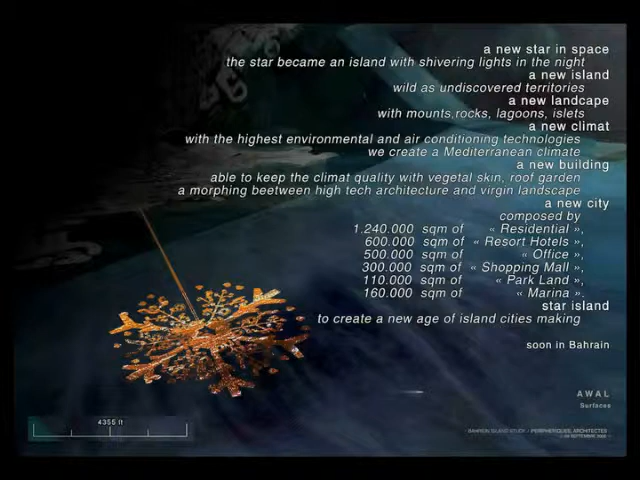 a new star in space
the star became an island with shivering lights in the night
a new island
wild as undiscovered territories
a new landcape
with mounts,rocks, lagoons, islets
a new climat
with the highest environmental and air conditioning technologies
we create a Mediterranean climate
a new building
able to keep the climat quality with vegetal skin, roof garden
a morphing beetween high tech architecture and virgin landscape
a new city
composed by
1.240.000 sqm of « Residential »,
600.000 sqm of « Resort Hotels »,
500.000 sqm of « Office »,
300.000 sqm of « Shopping Mall »,
110.000 sqm of « Park Land »,
160.000 sqm of « Marina ».
star island
to create a new age of island cities making
soon in Bahrain
AWAL
Surfaces
4355 ft